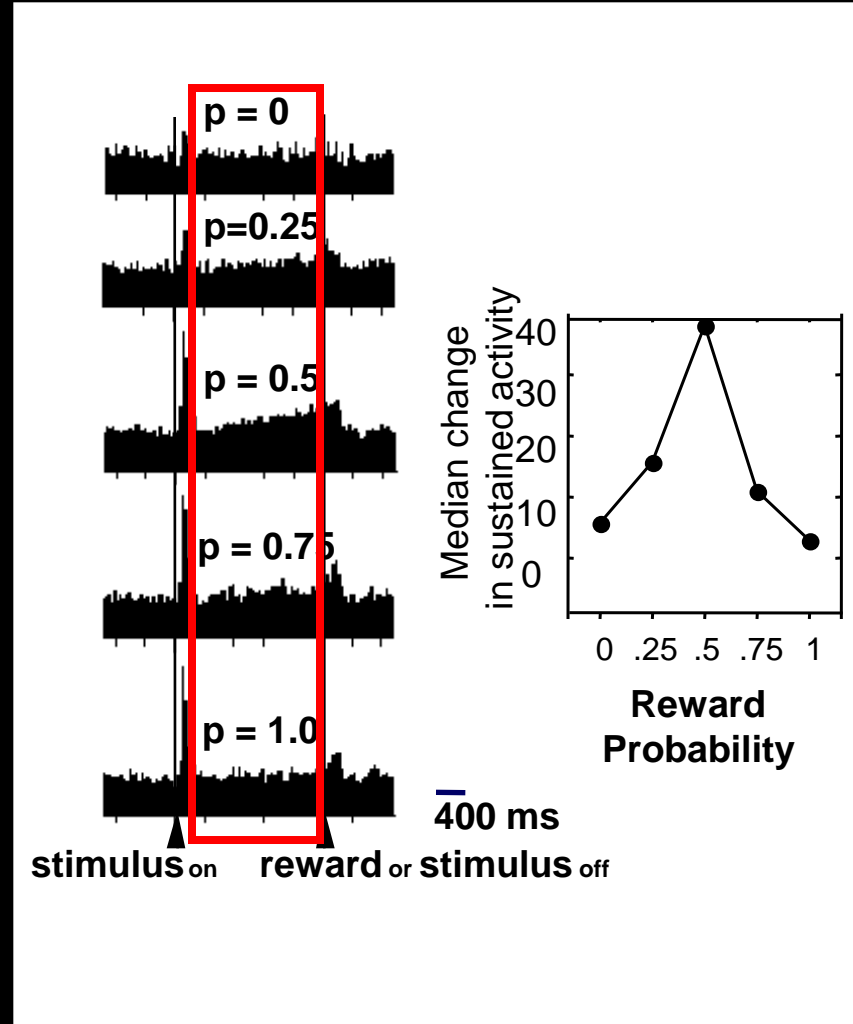 p = 0
p=0.25
p = 0.5
p = 0.75
p = 1.0
stimulus on
reward or stimulus off
400 ms
Median change
in sustained activity
40
30
20
10
0
0 .25 .5 .75 1
Reward
Probability